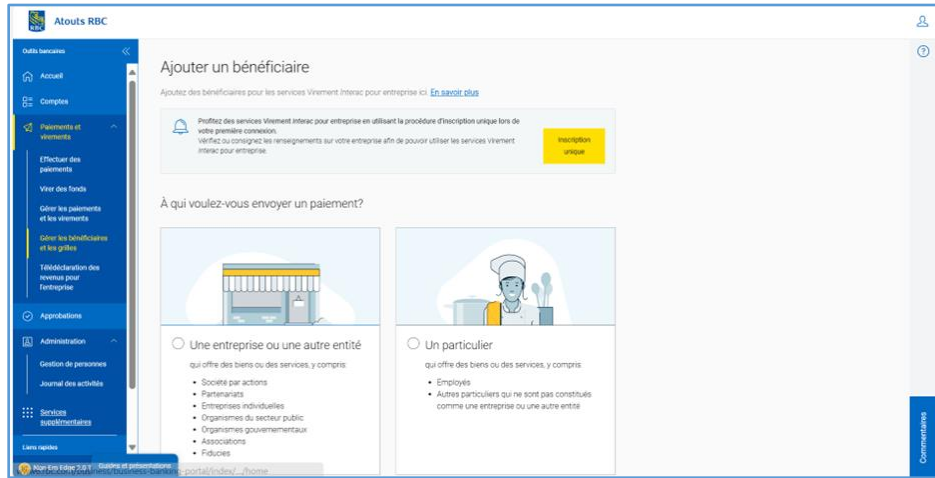 RBC
Atouts RBC
Outils bancaires
Accueil
Comptes
Paiements et
virements
Effectuer des
paiements
Virer des fonds
Gérer les paiements
et les virements
Gérer les bénéficiaires
et les grilles
Télédéclaration des
revenus pour
l'entreprise
Approbations
Administration
Gestion de personnes
Journal des activités
Services
supplémentaires
Liens rapides
Guides et présentations
Ajouter un bénéficiaire
Ajoutez des bénéficiaires pour les services Virement Interac pour entreprise ici. En savoir plus
Profitez des services Virement Interac pour entreprise en utilisant la procédure d'inscription unique lors de
votre première connexion.
Vérifiez ou consignez les renseignements sur votre entreprise afin de pouvoir utiliser les services Virement
Interac pour entreprise.
Inscription
unique
À qui voulez-vous envoyer un paiement?
Une entreprise ou une autre entité
qui offre des biens ou des services, y compris:
• Société par actions
• Partenariats
• Entreprises individuelles
• Organismes du secteur public
• Organismes gouvernementaux
• Associations
• Fiducies
Un particulier
qui offre des biens ou des services, y compris:
• Employés
• Autres particuliers qui ne sont pas constitués
comme une entreprise ou une autre entité
Commentaires